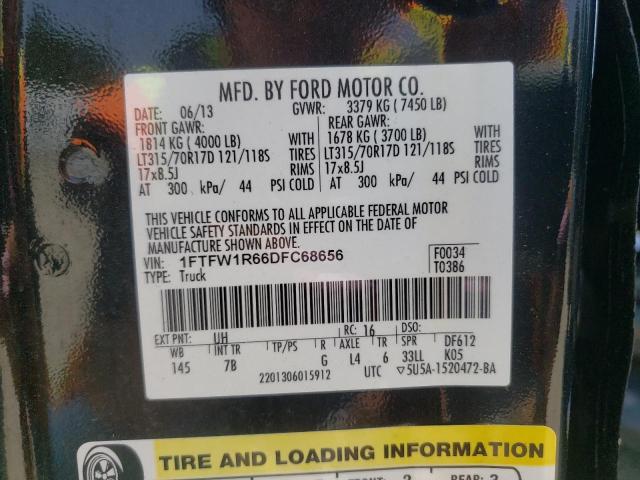 MFD. BY FORD MOTOR CO.
DATE: 06/13 GVWR: 3379 KG ( 7450 LB)
FRONT GAWR: REAR GAWR:
1814 KG ( 4000 LB) WITH 1678 KG ( 3700 LB) WITH
LT315/70R17D 121/118S TIRES LT315/70R17D 121/118S TIRES
17x8.5J RIMS 17x8.5J RIMS
AT 300 kPa/ 44 PSI COLD AT 300 kPa/ 44 PSI COLD
THIS VEHICLE CONFORMS TO ALL APPLICABLE FEDERAL MOTOR
VEHICLE SAFETY STANDARDS IN EFFECT ON THE DATE OF
MANUFACTURE SHOWN ABOVE.
VIN: 1FTFW1R66DFC68656 F0034
TYPE: Truck T0386
EXT PNT: UH RC: 16 DSO:
WB INT TR TP/PS R AXLE TR SPR DF612
145 7B G L4 6 33LL K05
2201306015912 UTC ▽5U5A-1520472-BA
TIRE AND LOADING INFORMATION